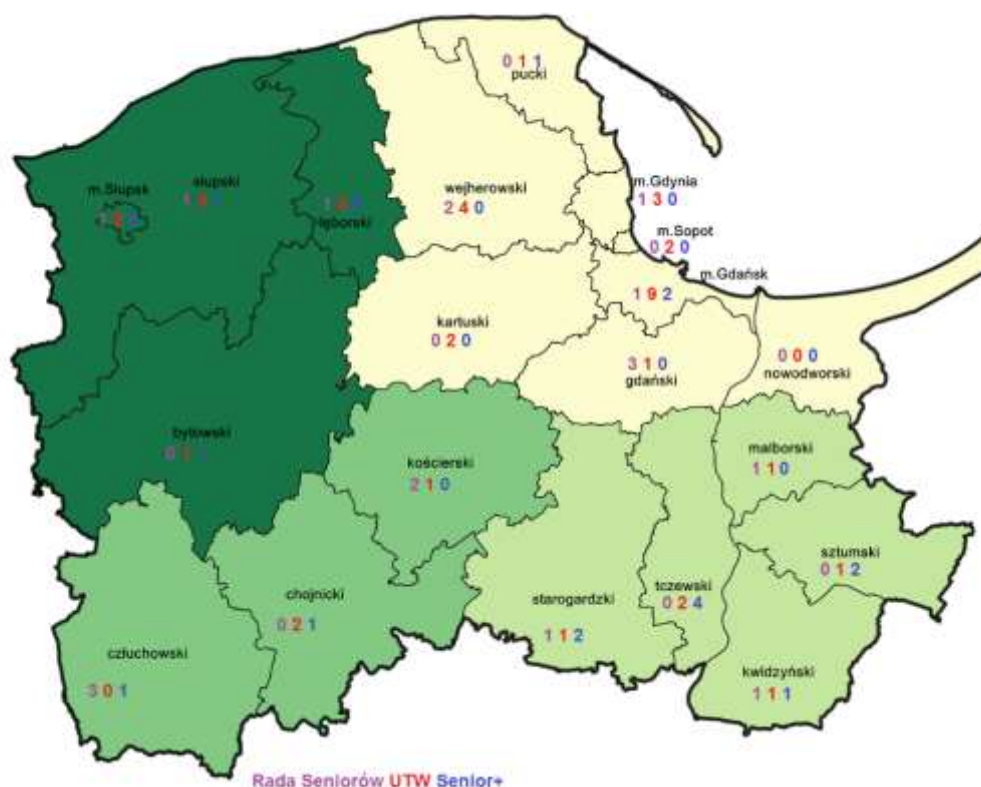 0 1 1
pucki
m.Gdynia
1 3 0
m.Sopot
0 2 0
m.Gdańsk
1 9 2
wejherowski
2 4 0
m.Słupsk
słupski
lęborski
kartuski
0 2 0
3 1 0
gdański
0 0 0
nowodworski
bytowski
kościerski
2 1 0
malborski
1 1 0
sztumski
0 1 2
chojnicki
0 2 1
starogardzki
1 1 2
tczewski
0 2 4
człuchowski
3 0 1
kwidzyński
1 1 1
Rada Seniorów UTW Senior+